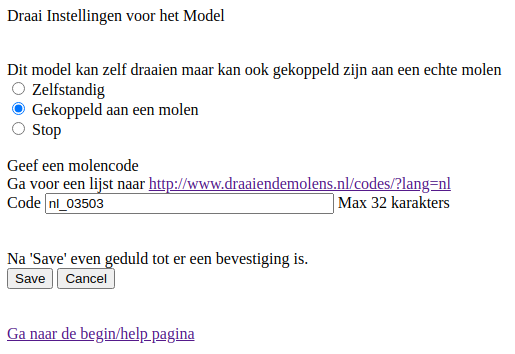 Draai Instellingen voor het Model
Dit model kan zelf draaien maar kan ook gekoppeld zijn aan een echte molen
Zelfstandig
Gekoppeld aan een molen
Stop
Geef een molencode
Ga voor een lijst naar http://www.draaiendemolens.nl/codes/?lang=nl
Code nl_03503 Max 32 karakters
Na 'Save' even geduld tot er een bevestiging is.
Save Cancel
Ga naar de begin/help pagina